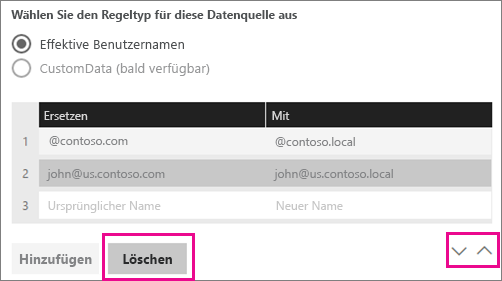 Wählen Sie den Regeltyp für diese Datenquelle aus
Effektive Benutzernamen
CustomData (bald verfügbar)
Ersetzen Mit
1 @contoso.com @contoso.local
2 john@us.contoso.com john@us.contoso.local
3 Ursprünglicher Name Neuer Name
Hinzufügen Löschen